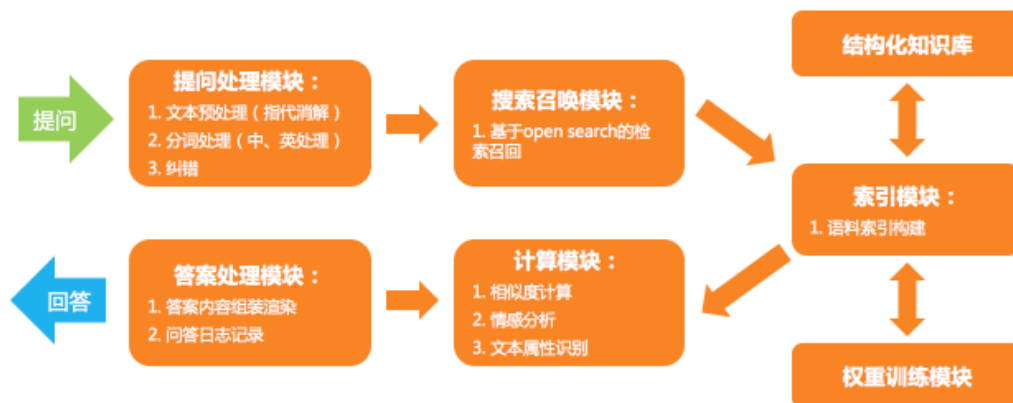 提问
提问处理模块：
1. 文本预处理（指代消解）
2. 分词处理（中、英处理）
3. 纠错
搜索召唤模块：
1. 基于open search的检
索召回
结构化知识库
索引模块：
1. 语料索引构建
权重训练模块
计算模块：
1. 相似度计算
2. 情感分析
3. 文本属性识别
答案处理模块：
1. 答案内容组装渲染
2. 问答日志记录
回答